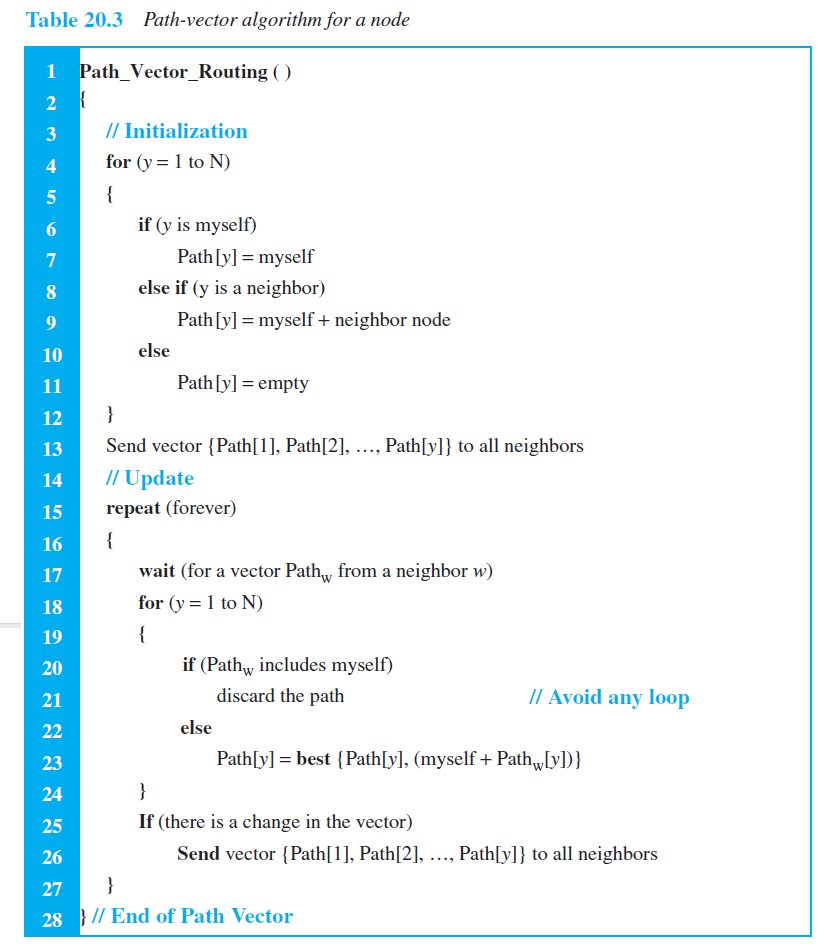 Table 20.3 Path-vector algorithm for a node
1 Path_Vector_Routing ( )
2 {
3 // Initialization
4 for (y = 1 to N)
5 {
6 if (y is myself)
7 Path[y] = myself
8 else if (y is a neighbor)
9 Path[y] = myself + neighbor node
10 else
11 Path[y] = empty
12 }
13 Send vector {Path[1], Path[2], …, Path[y]} to all neighbors
14 // Update
15 repeat (forever)
16 {
17 wait (for a vector Pathw from a neighbor w)
18 for (y = 1 to N)
19 {
20 if (Pathw includes myself)
21 discard the path // Avoid any loop
22 else
23 Path[y] = best {Path[y], (myself + Pathw[y])}
24 }
25 If (there is a change in the vector)
26 Send vector {Path[1], Path[2], …, Path[y]} to all neighbors
27 }
28 } // End of Path Vector